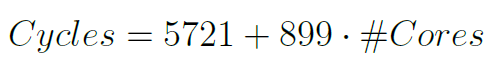 Cycles = 5721 + 899 · #Cores